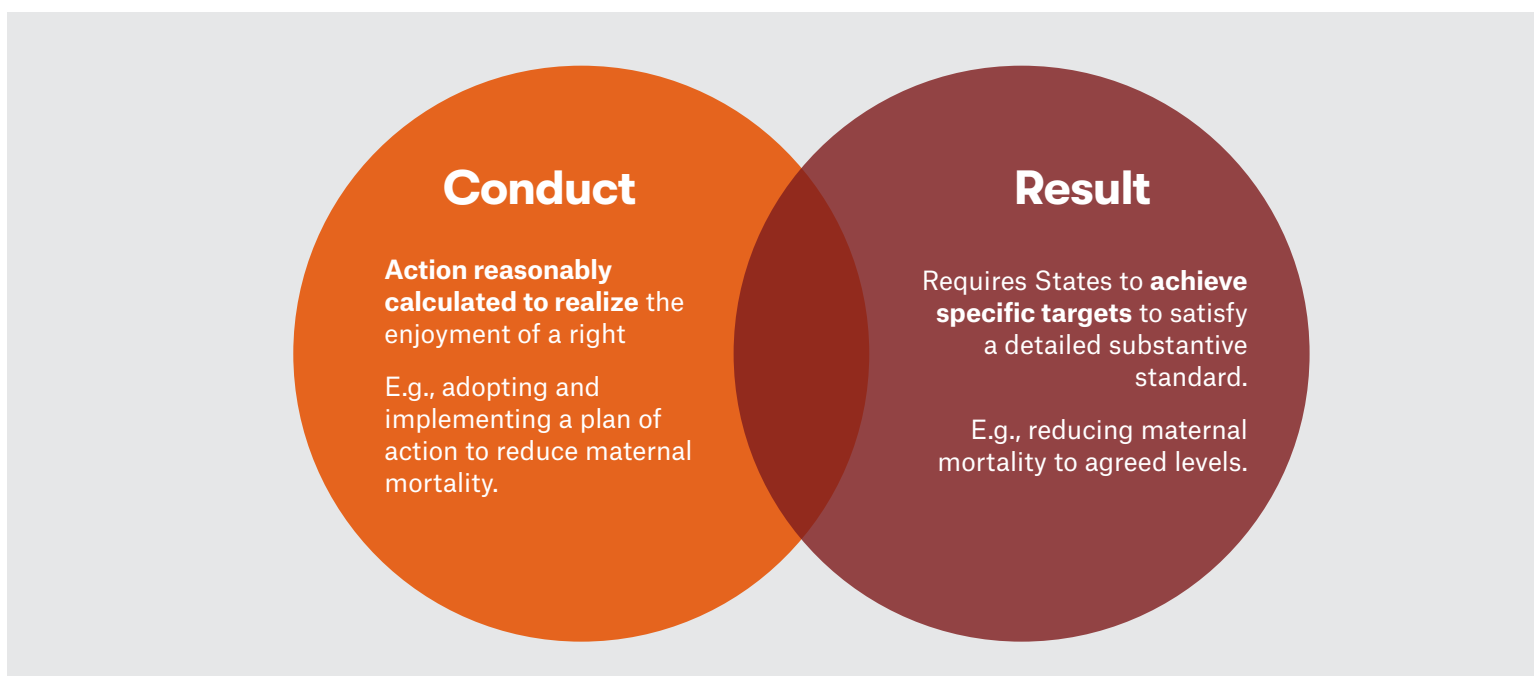 Conduct
Action reasonably
calculated to realize the
enjoyment of a right
E.g., adopting and
implementing a plan of
action to reduce maternal
mortality.
Result
Requires States to achieve
specific targets to satisfy
a detailed substantive
standard.
E.g., reducing maternal
mortality to agreed levels.